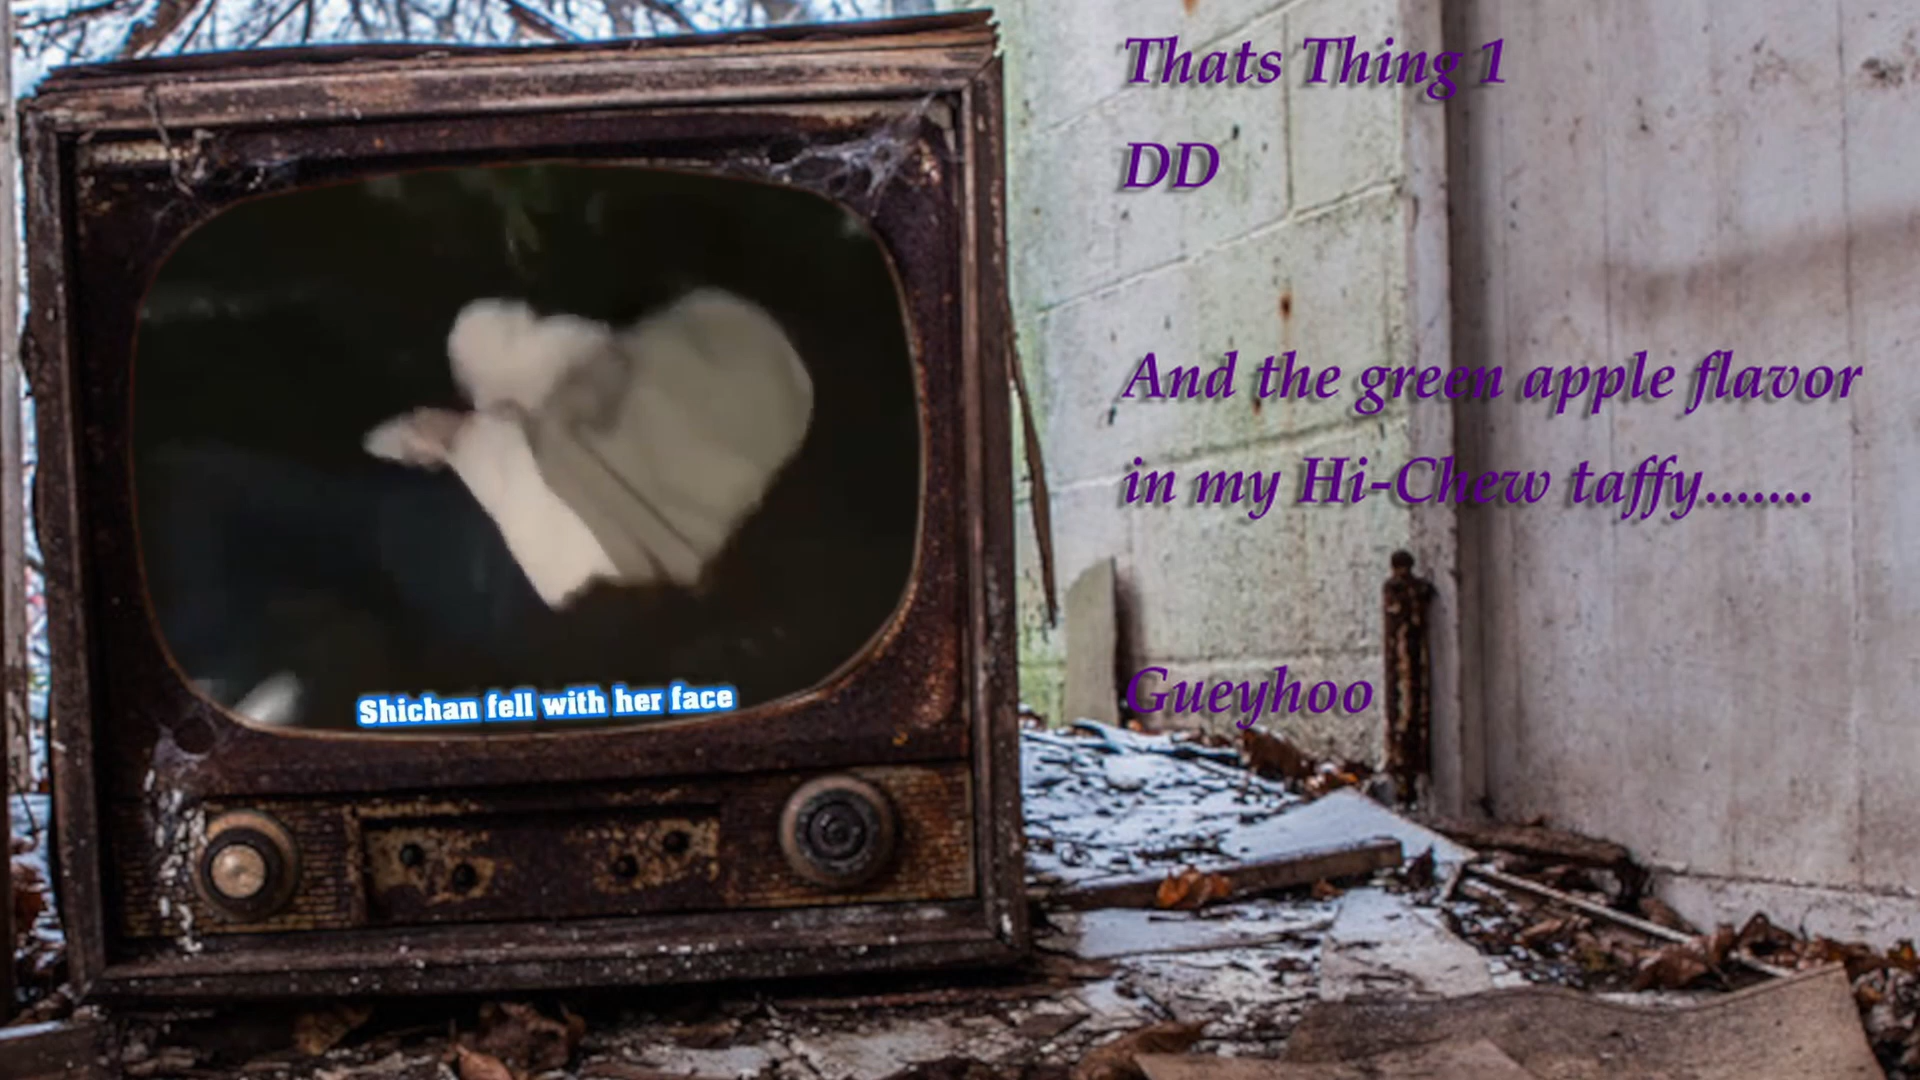 Thats Thing 1
DD
And the green apple flavor
in my Hi-Chew taffy.......
Gueyhoo
Shichan fell with her face